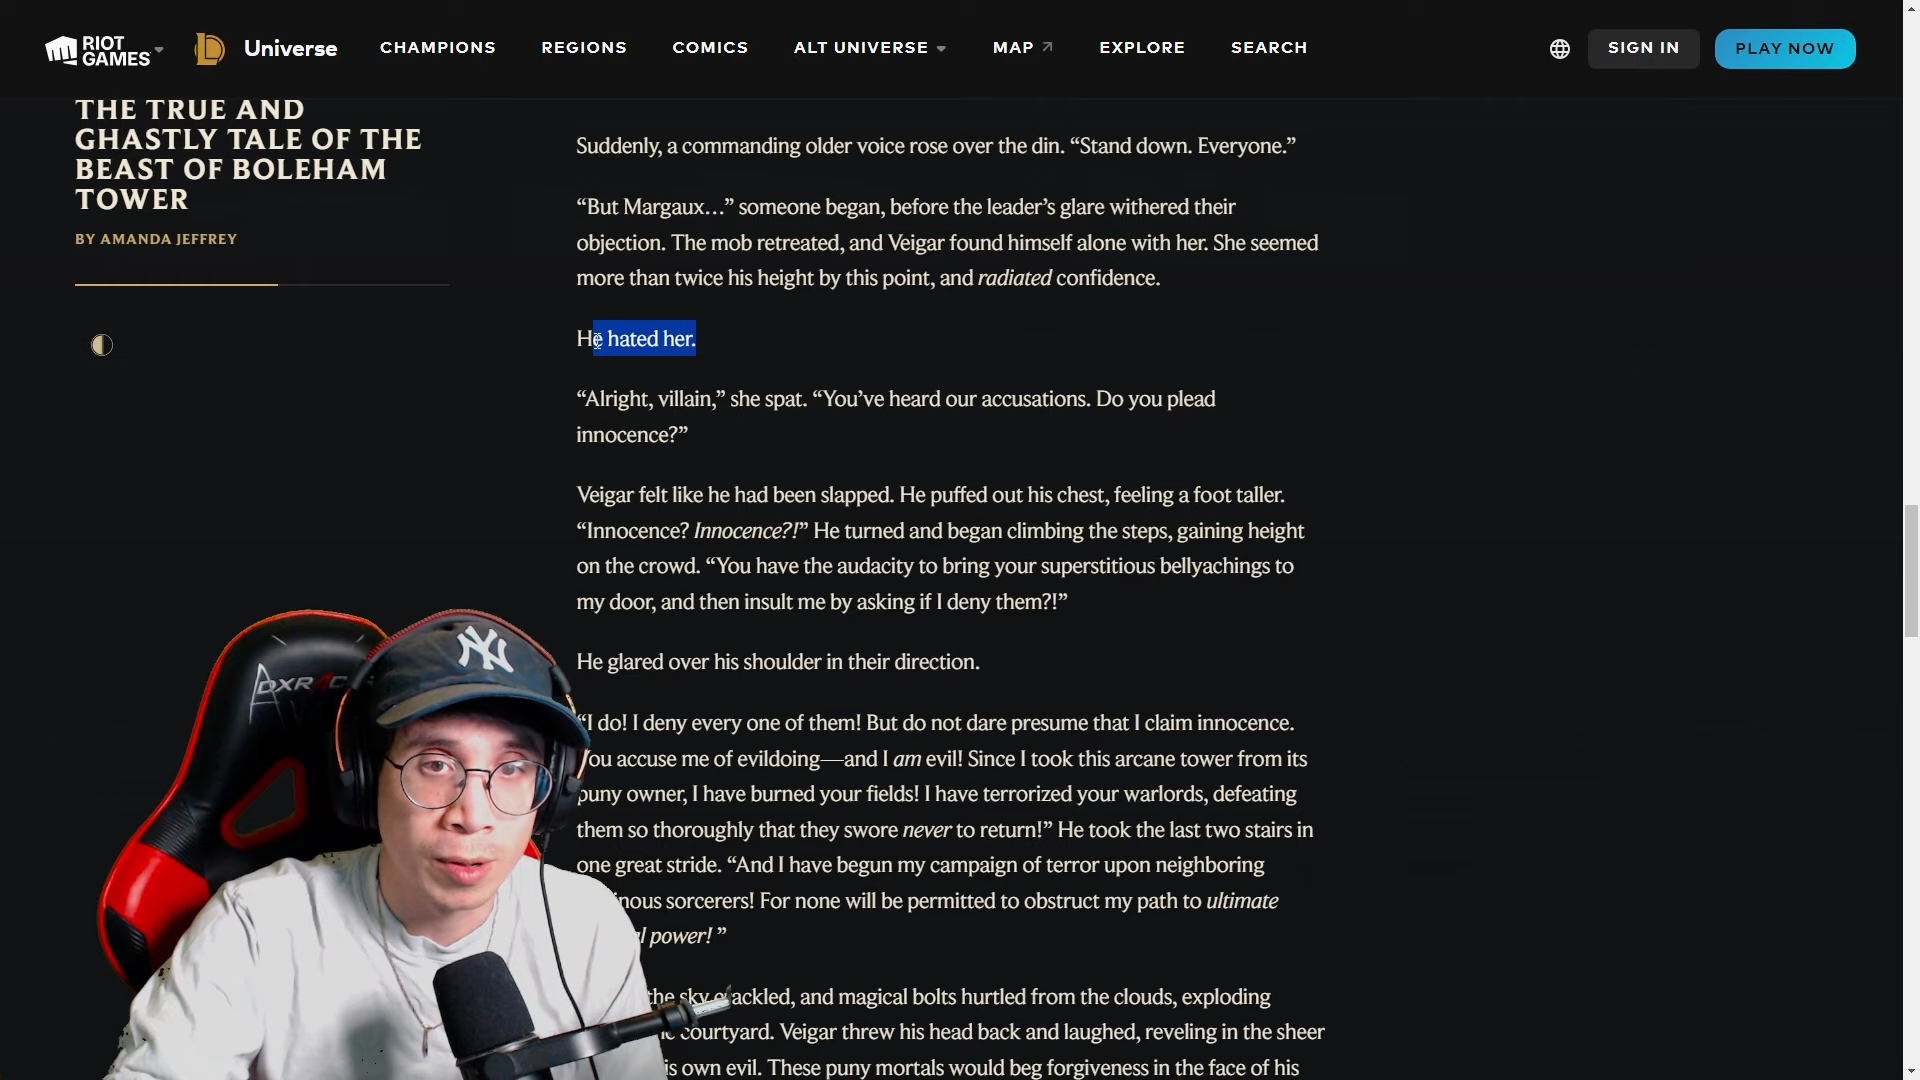 RIOT GAMES
Universe
CHAMPIONS
REGIONS
COMICS
ALT UNIVERSE
MAP
EXPLORE
SEARCH
SIGN IN
PLAY NOW
THE TRUE AND
GHASTLY TALE OF THE
BEAST OF BOLEHAM
TOWER
BY AMANDA JEFFREY
Suddenly, a commanding older voice rose over the din. “Stand down. Everyone.”
“But Margaux…” someone began, before the leader’s glare withered their
objection. The mob retreated, and Veigar found himself alone with her. She seemed
more than twice his height by this point, and radiated confidence.
He hated her.
“Alright, villain,” she spat. “You’ve heard our accusations. Do you plead
innocence?”
Veigar felt like he had been slapped. He puffed out his chest, feeling a foot taller.
“Innocence? Innocence?!” He turned and began climbing the steps, gaining height
on the crowd. “You have the audacity to bring your superstitious bellyachings to
my door, and then insult me by asking if I deny them?!”
He glared over his shoulder in their direction.
“I do! I deny every one of them! But do not dare presume that I claim innocence.
You accuse me of evildoing—and I am evil! Since I took this arcane tower from its
puny owner, I have burned your fields! I have terrorized your warlords, defeating
them so thoroughly that they swore never to return!” He took the last two stairs in
one great stride. “And I have begun my campaign of terror upon neighboring
sorcerers! For none will be permitted to obstruct my path to ultimate
power! ”
the sky crackled, and magical bolts hurtled from the clouds, exploding
courtyard. Veigar threw his head back and laughed, reveling in the sheer
own evil. These puny mortals would beg forgiveness in the face of his
NY
DXRAC